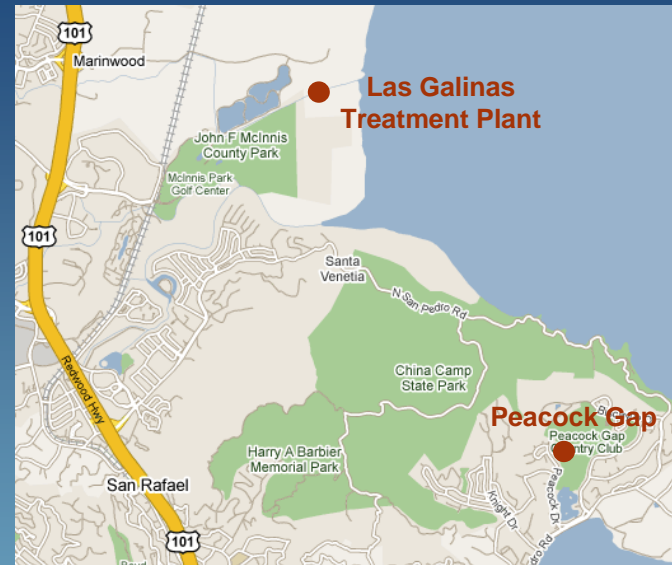 101
Marinwood
Las Galinas
Treatment Plant
John F McInnis
County Park
McInnis Park
Golf Center
101
Santa
Venetia
N San Pedro Rd
China Camp
State Park
Redwood Hwy
Peacock Gap
Peacock Gap
Country Club
Harry A Barbier
Memorial Park
San Rafael
Knight Dr
Peacock Dr
101